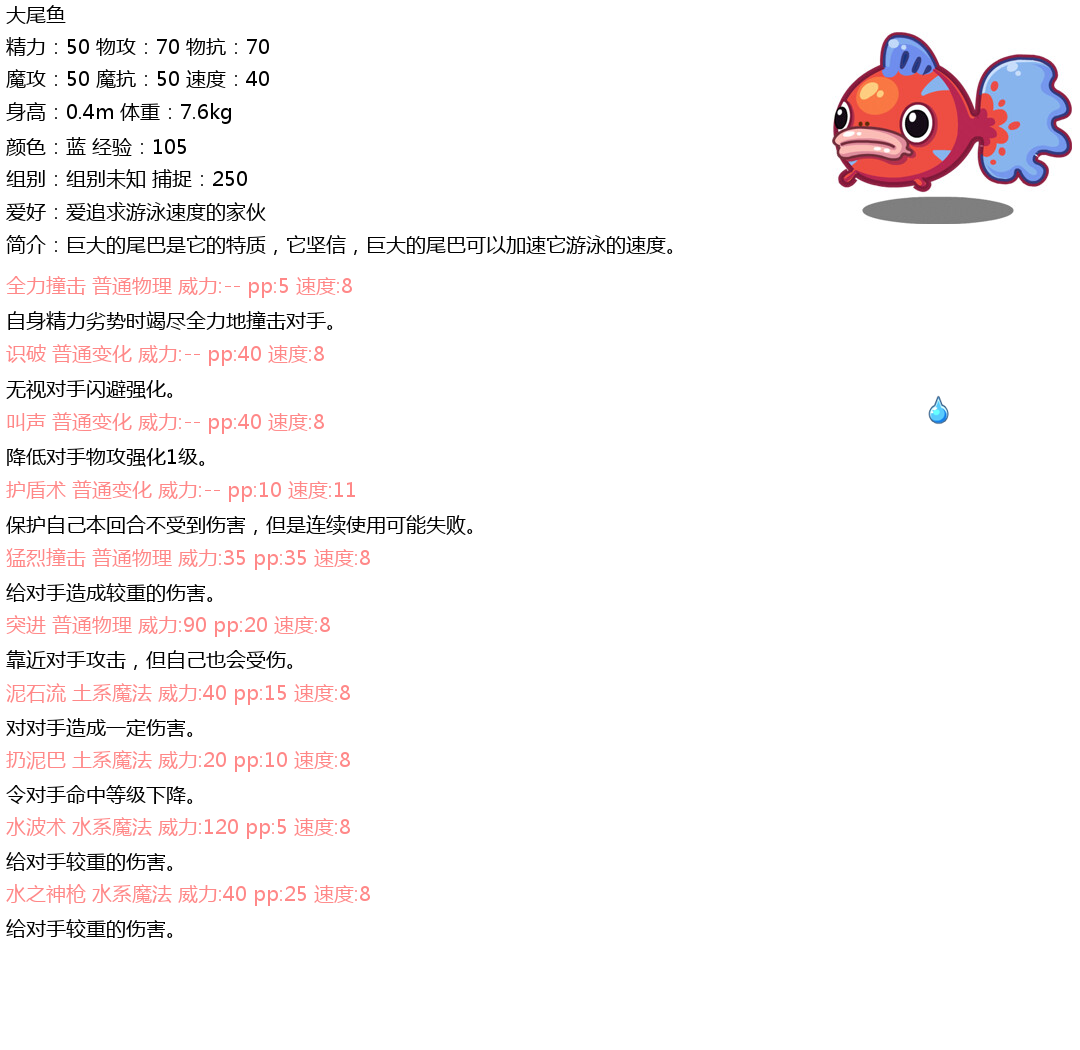 大尾鱼
精力：50 物攻：70 物抗：70
魔攻：50 魔抗：50 速度：40
身高：0.4m 体重：7.6kg
颜色：蓝 经验：105
组别：组别未知 捕捉：250
爱好：爱追求游泳速度的家伙
简介：巨大的尾巴是它的特质，它坚信，巨大的尾巴可以加速它游泳的速度。
全力撞击 普通物理 威力:-- pp:5 速度:8
自身精力劣势时竭尽全力地撞击对手。
识破 普通变化 威力:-- pp:40 速度:8
无视对手闪避强化。
叫声 普通变化 威力:-- pp:40 速度:8
降低对手物攻强化1级。
护盾术 普通变化 威力:-- pp:10 速度:11
保护自己本回合不受到伤害，但是连续使用可能失败。
猛烈撞击 普通物理 威力:35 pp:35 速度:8
给对手造成较重的伤害。
突进 普通物理 威力:90 pp:20 速度:8
靠近对手攻击，但自己也会受伤。
泥石流 土系魔法 威力:40 pp:15 速度:8
对对手造成一定伤害。
扔泥巴 土系魔法 威力:20 pp:10 速度:8
令对手命中等级下降。
水波术 水系魔法 威力:120 pp:5 速度:8
给对手较重的伤害。
水之神枪 水系魔法 威力:40 pp:25 速度:8
给对手较重的伤害。